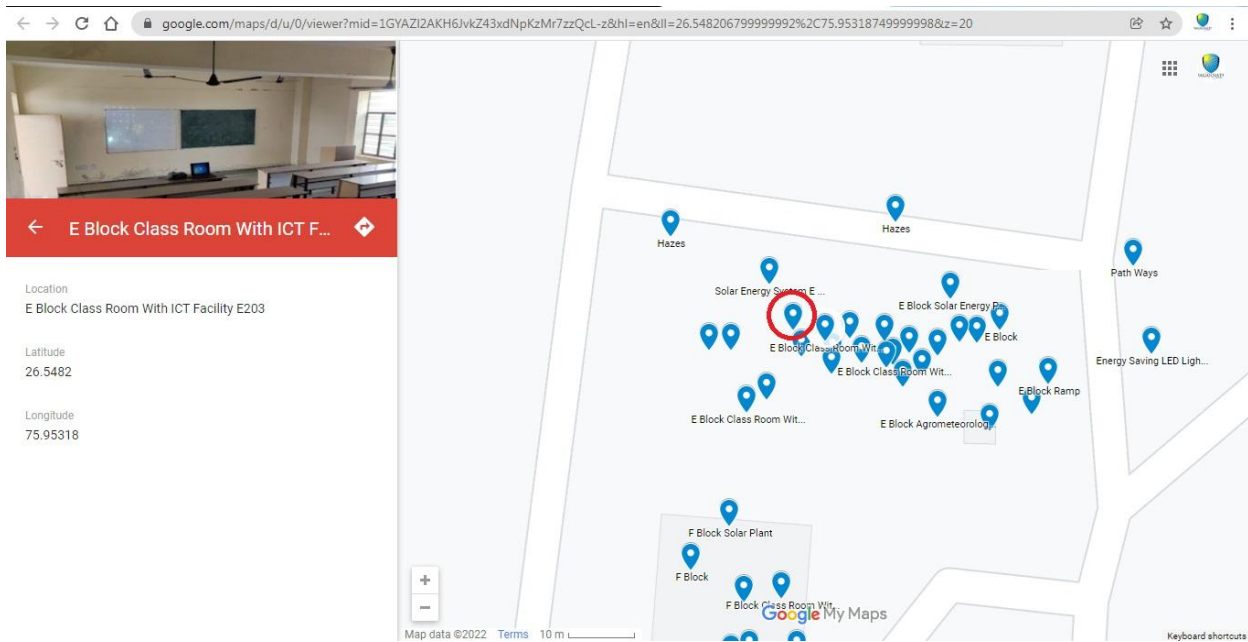 google.com/maps/d/u/0/viewer?mid=1GYAZI2AKH6JvkZ43xdNpKzMr7zzQcL-z&hl=en&ll=26.548206799999992%2C75.95318749999998&z=20
E Block Class Room With ICT F...
Location
E Block Class Room With ICT Facility E203
Latitude
26.5482
Longitude
75.95318
Hazes
Hazes
Path Ways
Solar Energy System E ...
E Block Solar Energy P...
E Block
E Block Class Room Wit...
Energy Saving LED Ligh...
E Block Class Room Wit...
E Block Ramp
E Block Class Room Wit...
E Block Agrometeorolog...
F Block Solar Plant
F Block
F Block Class Room Wit...
Google My Maps
Map data ©2022 Terms 10 m
Keyboard shortcuts